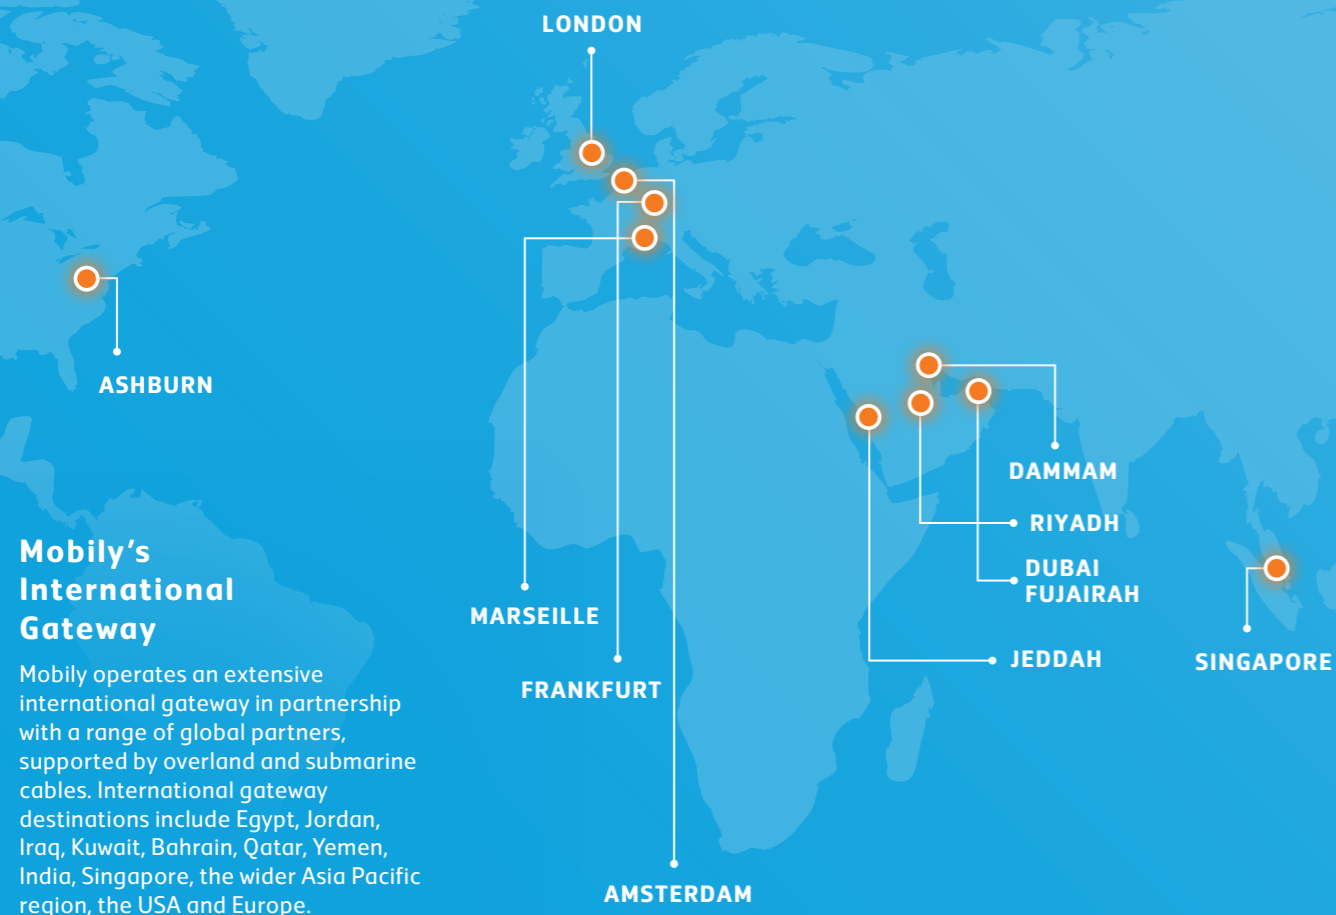 LONDON
ASHBURN
DAMMAM
RIYADH
DUBAI
FUJAIRAH
MARSEILLE
JEDDAH
SINGAPORE
FRANKFURT
AMSTERDAM
Mobily's
International
Gateway
Mobily operates an extensive
international gateway in partnership
with a range of global partners,
supported by overland and submarine
cables. International gateway
destinations include Egypt, Jordan,
Iraq, Kuwait, Bahrain, Qatar, Yemen,
India, Singapore, the wider Asia Pacific
region, the USA and Europe.